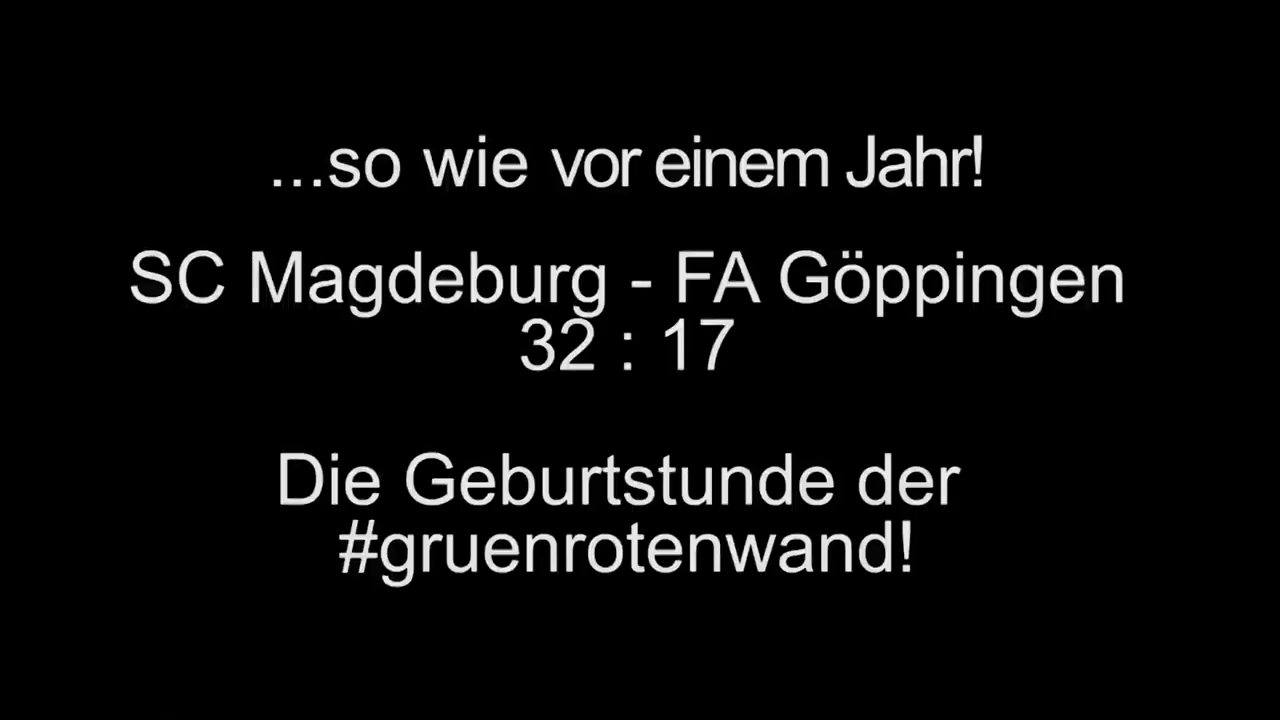 ...so wie vor einem Jahr!
SC Magdeburg - FA Göppingen
32 : 17
Die Geburtstunde der
#gruenrotenwand!